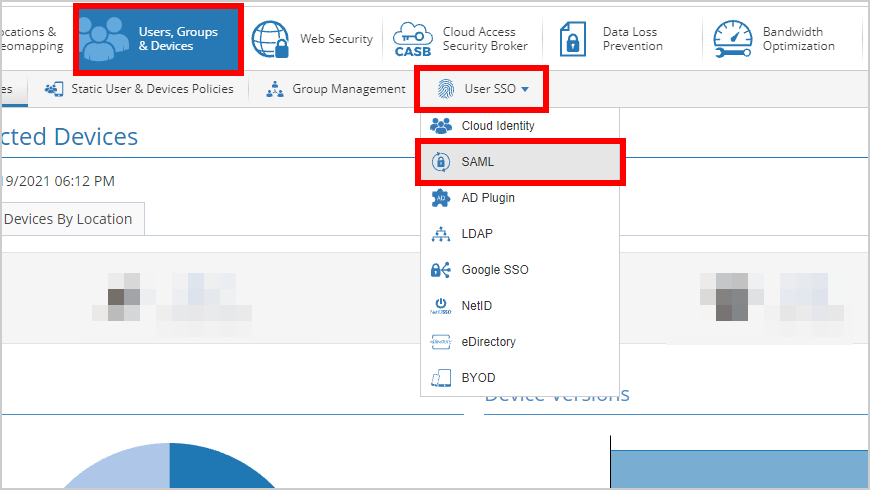 ocations &
eomapping
Users, Groups
& Devices
Web Security
CASB
Cloud Access
Security Broker
Data Loss
Prevention
Bandwidth
Optimization
es
Static User & Devices Policies
Group Management
User SSO
Cloud Identity
SAML
AD
AD Plugin
LDAP
Google SSO
NetID
eDirectory
BYOD
cted Devices
19/2021 06:12 PM
Devices By Location
Device Versions